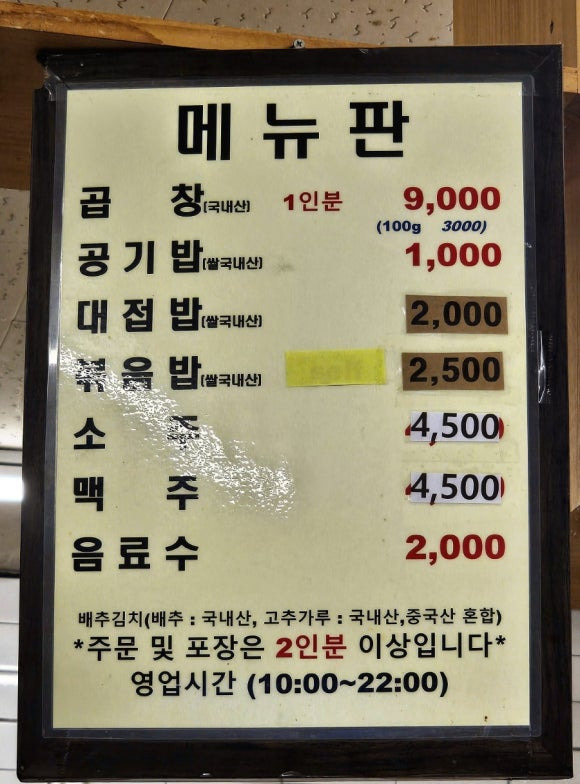 메뉴판
곱창(국내산) 1인분 9,000
(100g 3000)
공기밥(쌀국내산) 1,000
대접밥(쌀국내산) 2,000
볶음밥(쌀국내산) 2,500
소주 4,500
맥주 4,500
음료수 2,000
배추김치(배추 : 국내산, 고추가루 : 국내산,중국산 혼합)
*주문 및 포장은 2인분 이상입니다*
영업시간 (10:00~22:00)